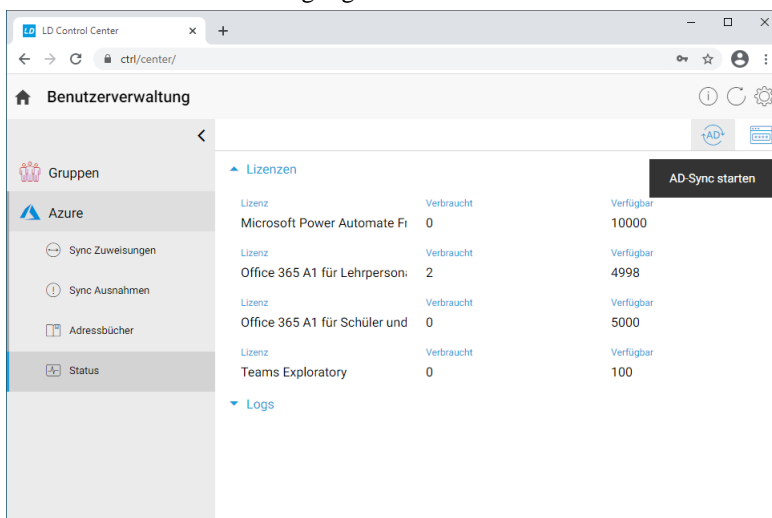 LD LD Control Center
ctrl/center/
Benutzerverwaltung
AD
Gruppen
Lizenzen
AD-Sync starten
Azure
Lizenz Verbraucht Verfügbar
Microsoft Power Automate Fr 0 10000
Sync Zuweisungen
Lizenz Verbraucht Verfügbar
Office 365 A1 für Lehrpersona 2 4998
Sync Ausnahmen
Lizenz Verbraucht Verfügbar
Office 365 A1 für Schüler und 0 5000
Adressbücher
Lizenz Verbraucht Verfügbar
Teams Exploratory 0 100
Status
Logs